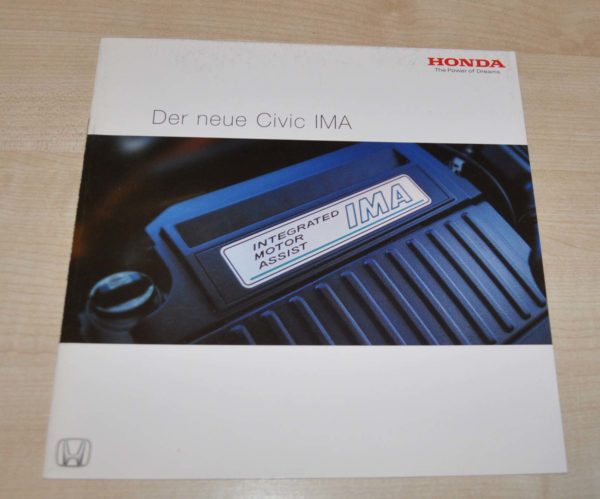 HONDA
The Power of Dreams
Der neue Civic IMA
INTEGRATED
MOTOR
ASSIST
IMA